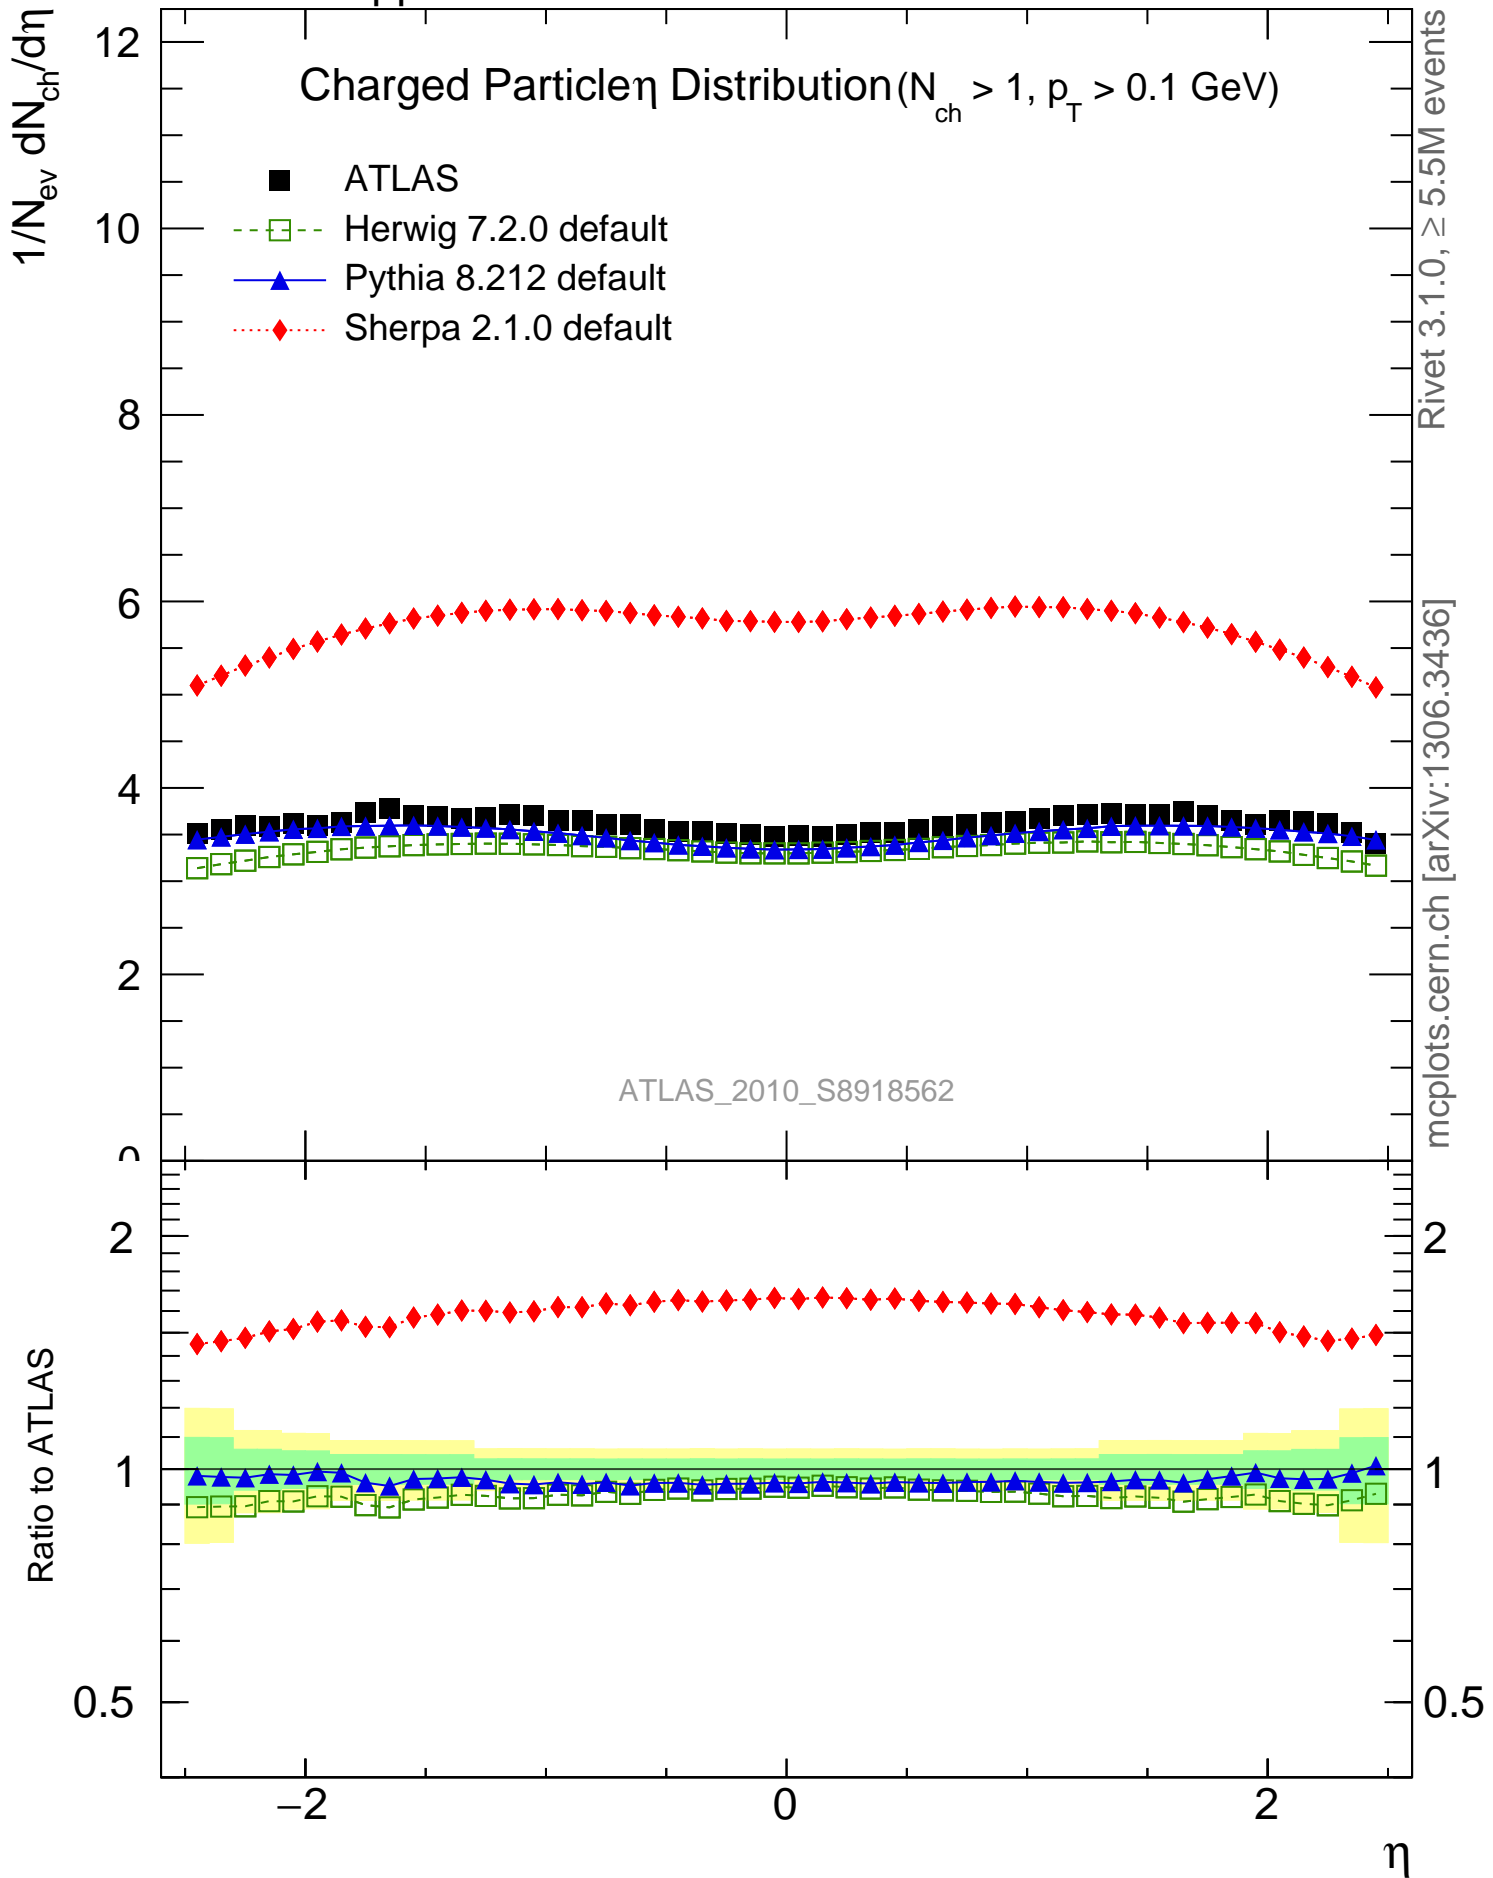 pp
1/N_ev dN_ch/dη
12
10
8
6
4
2
0
Charged Particleη Distribution(N_ch > 1, p_T > 0.1 GeV)
ATLAS
Herwig 7.2.0 default
Pythia 8.212 default
Sherpa 2.1.0 default
ATLAS_2010_S8918562
Rivet 3.1.0, ≥ 5.5M events
mcplots.cern.ch [arXiv:1306.3436]
Ratio to ATLAS
2
1
0.5
2
1
0.5
−2
0
2
η